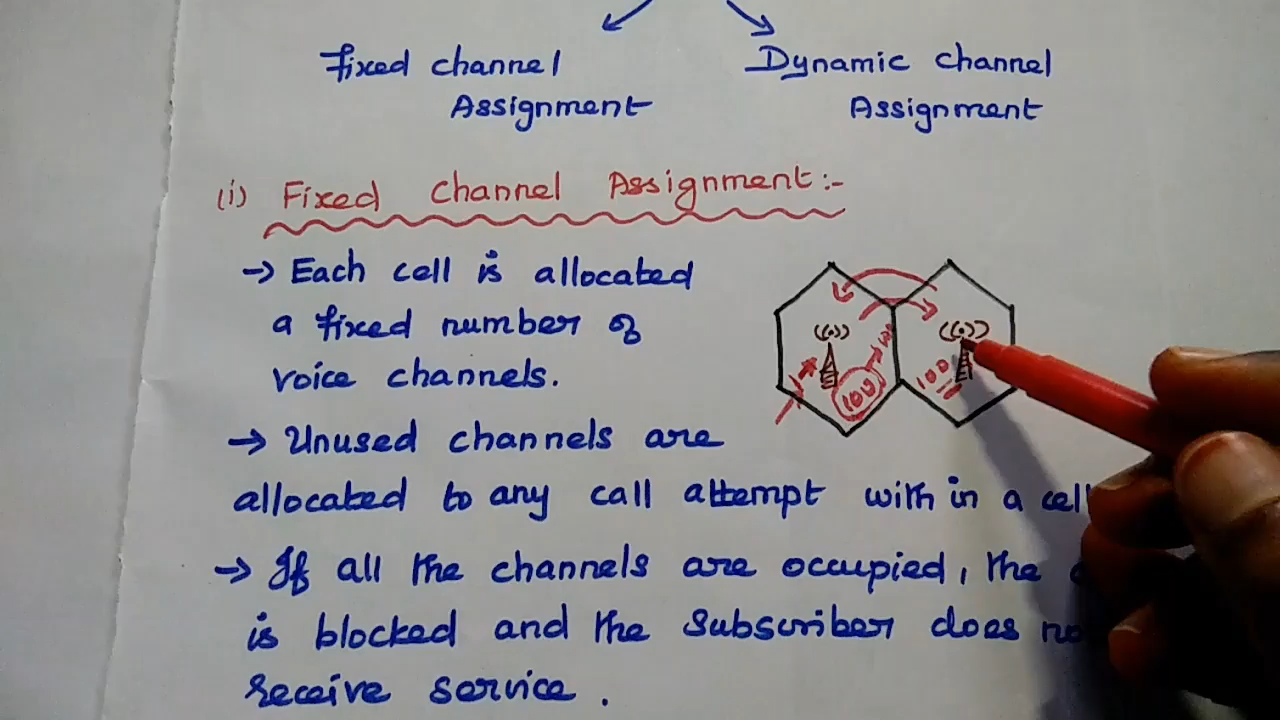 Fixed channel Assignment
Dynamic channel Assignment
(i) Fixed channel Assignment:-
→ Each cell is allocated
a fixed number of
voice channels.
100
100
→ Unused channels are
allocated to any call attempt with in a cell
→ If all the channels are occupied, the
is blocked and the subscriber does
receive service.